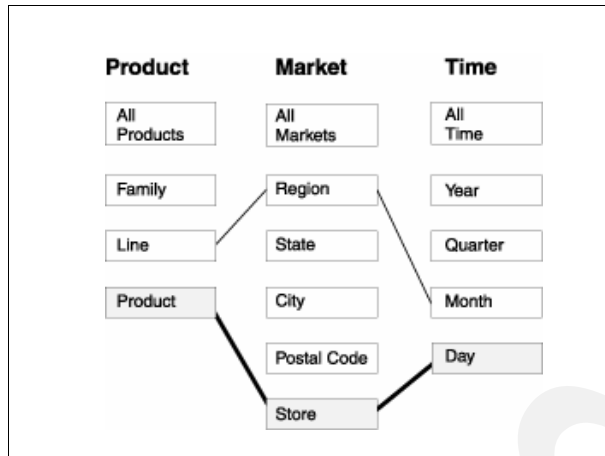 Product Market Time
All
Products
All
Markets
All
Time
Family Region Year
Line State Quarter
Product City Month
Postal Code Day
Store